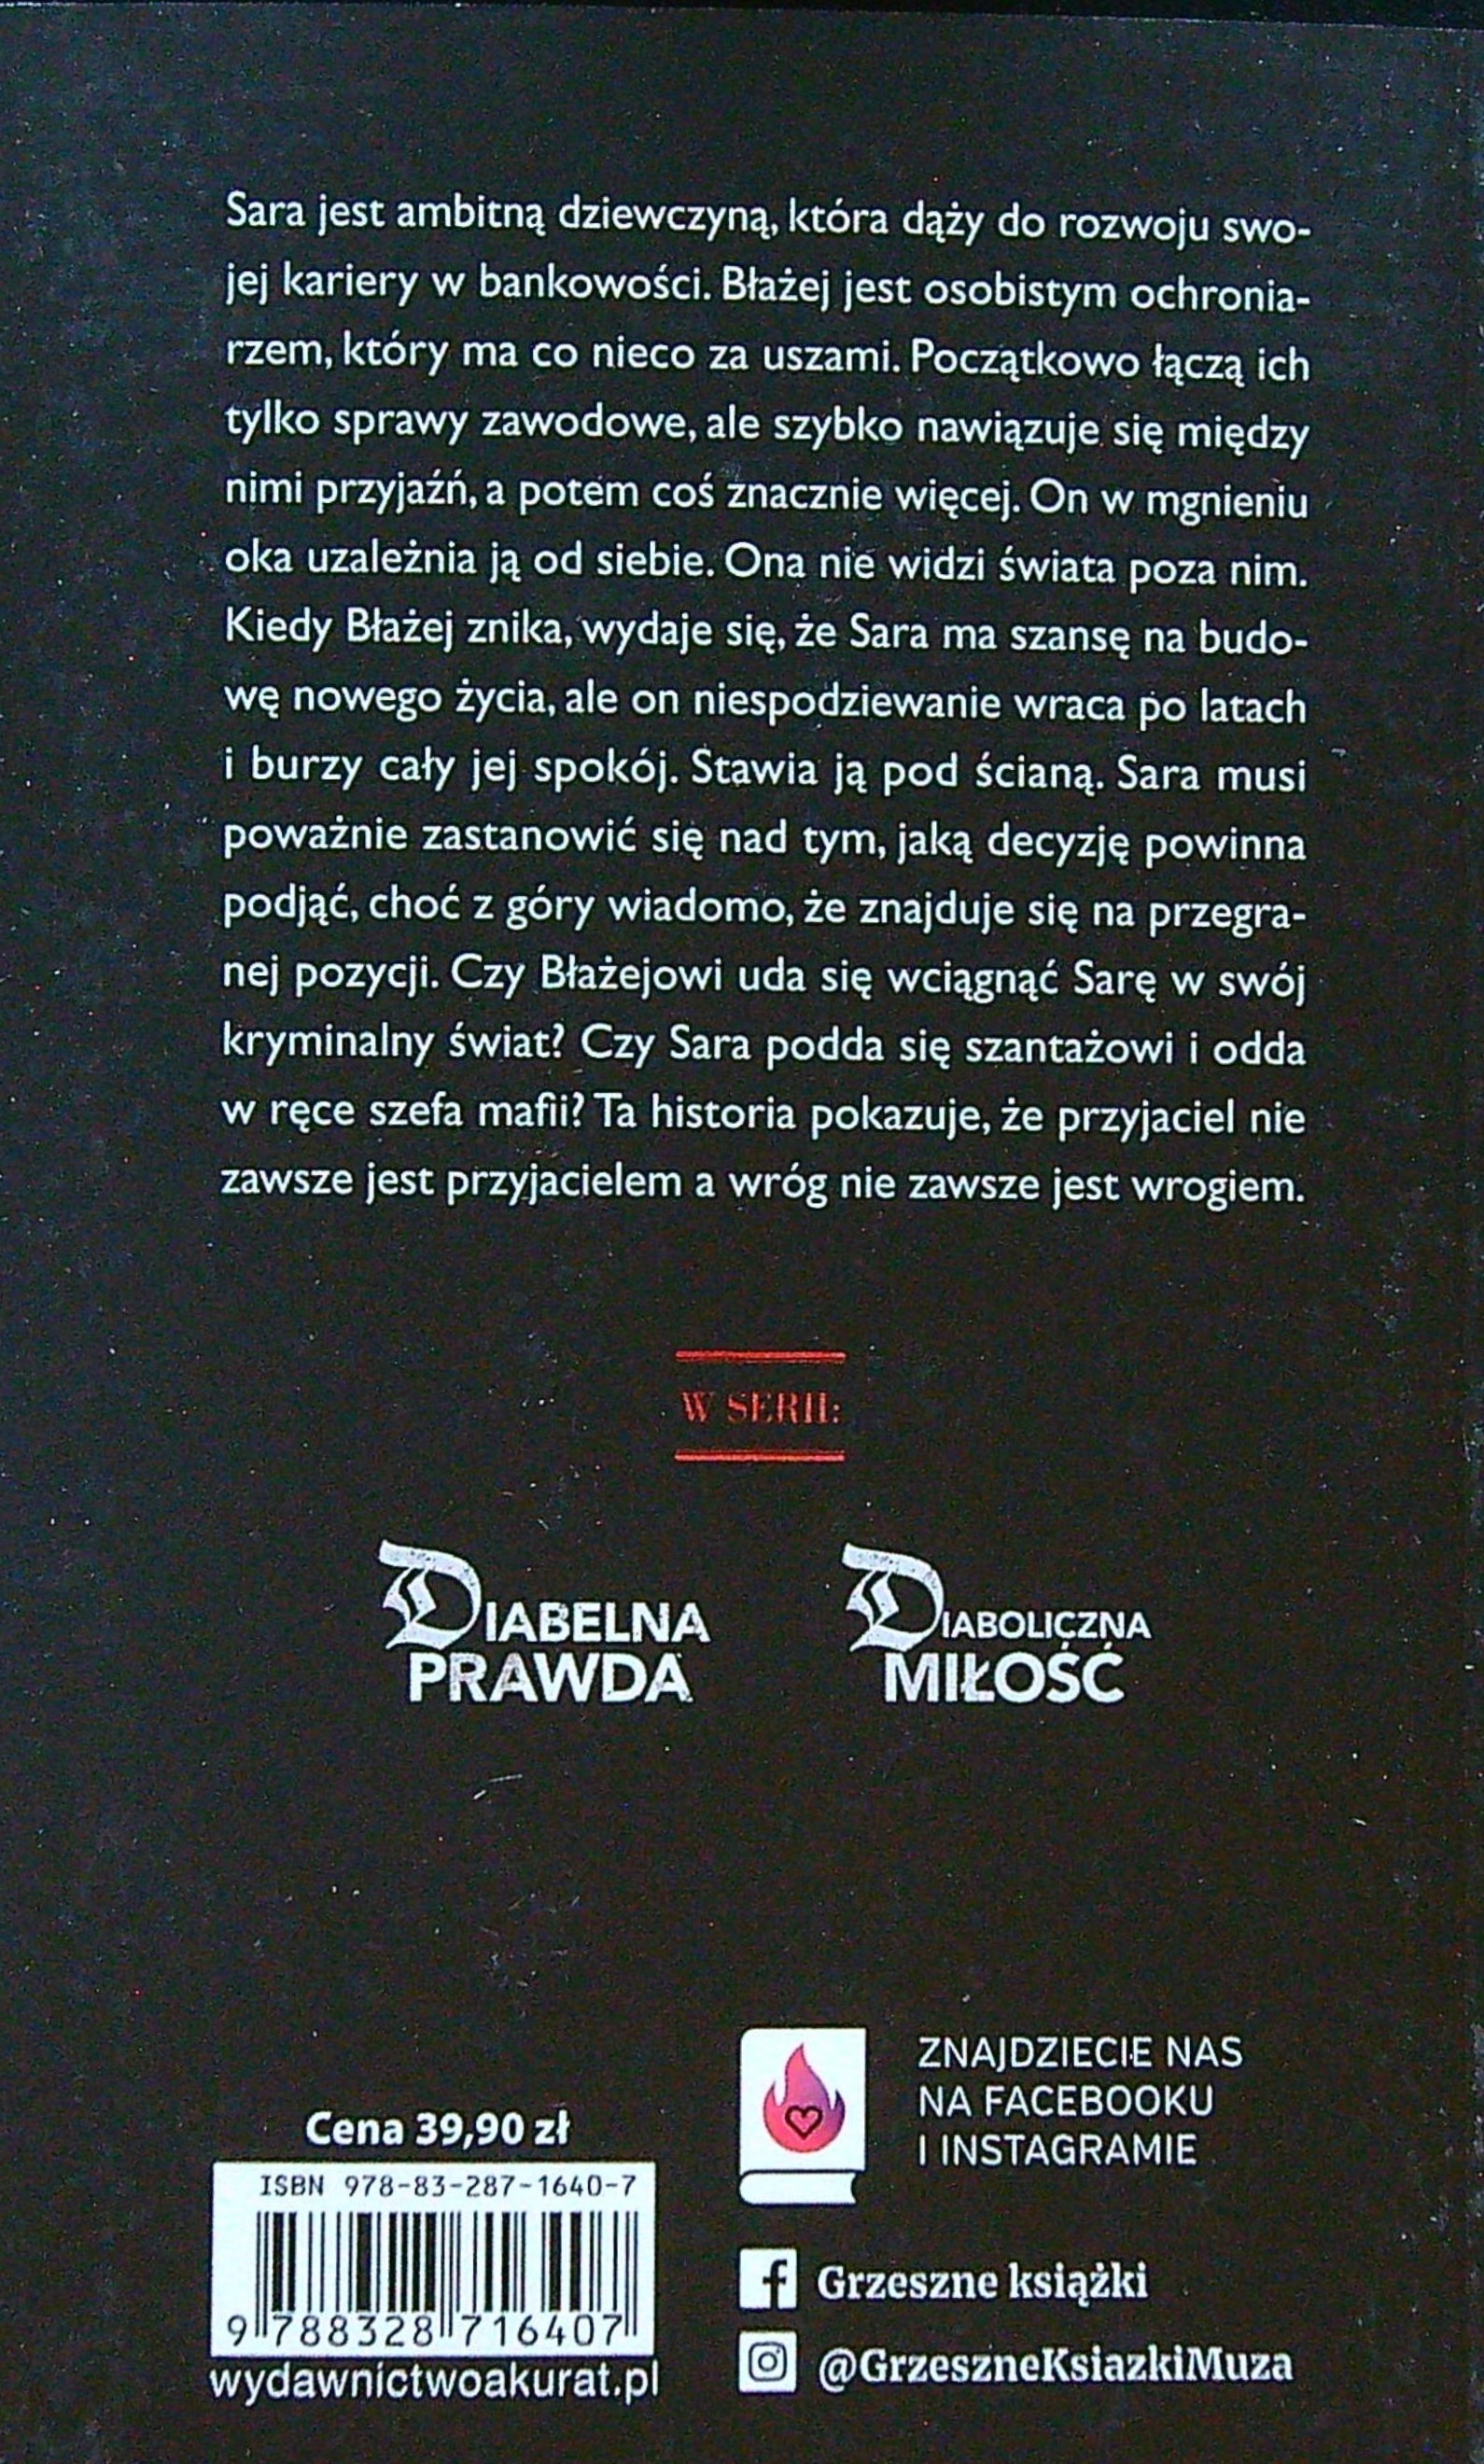 Sara jest ambitną dziewczyną, która dąży do rozwoju swo-
jej kariery w bankowości. Błażej jest osobistym ochronia-
rzem, który ma co nieco za uszami. Początkowo łączą ich
tylko sprawy zawodowe, ale szybko nawiązuje się między
nimi przyjaźń, a potem coś znacznie więcej. On w mgnieniu
oka uzależnia ją od siebie. Ona nie widzi świata poza nim.
Kiedy Błażej znika, wydaje się, że Sara ma szansę na budo-
wę nowego życia, ale on niespodziewanie wraca po latach
i burzy cały jej spokój. Stawia ją pod ścianą. Sara musi
poważnie zastanowić się nad tym, jaką decyzję powinna
podjąć, choć z góry wiadomo, że znajduje się na przegra-
nej pozycji. Czy Błażejowi uda się wciągnąć Sarę w swój
kryminalny świat? Czy Sara podda się szantażowi i odda
w ręce szefa mafii? Ta historia pokazuje, że przyjaciel nie
zawsze jest przyjacielem a wróg nie zawsze jest wrogiem.
W SERII:
DIABELNA
PRAWDA
DIABOLICZNA
MIŁOŚĆ
Cena 39,90 zł
ISBN 978-83-287-1640-7
9 788328 716407
wydawnictwoakurat.pl
ZNAJDZIECIE NAS
NA FACEBOOKU
I INSTAGRAMIE
f Grzeszne książki
@GrzeszneKsiazkiMuza